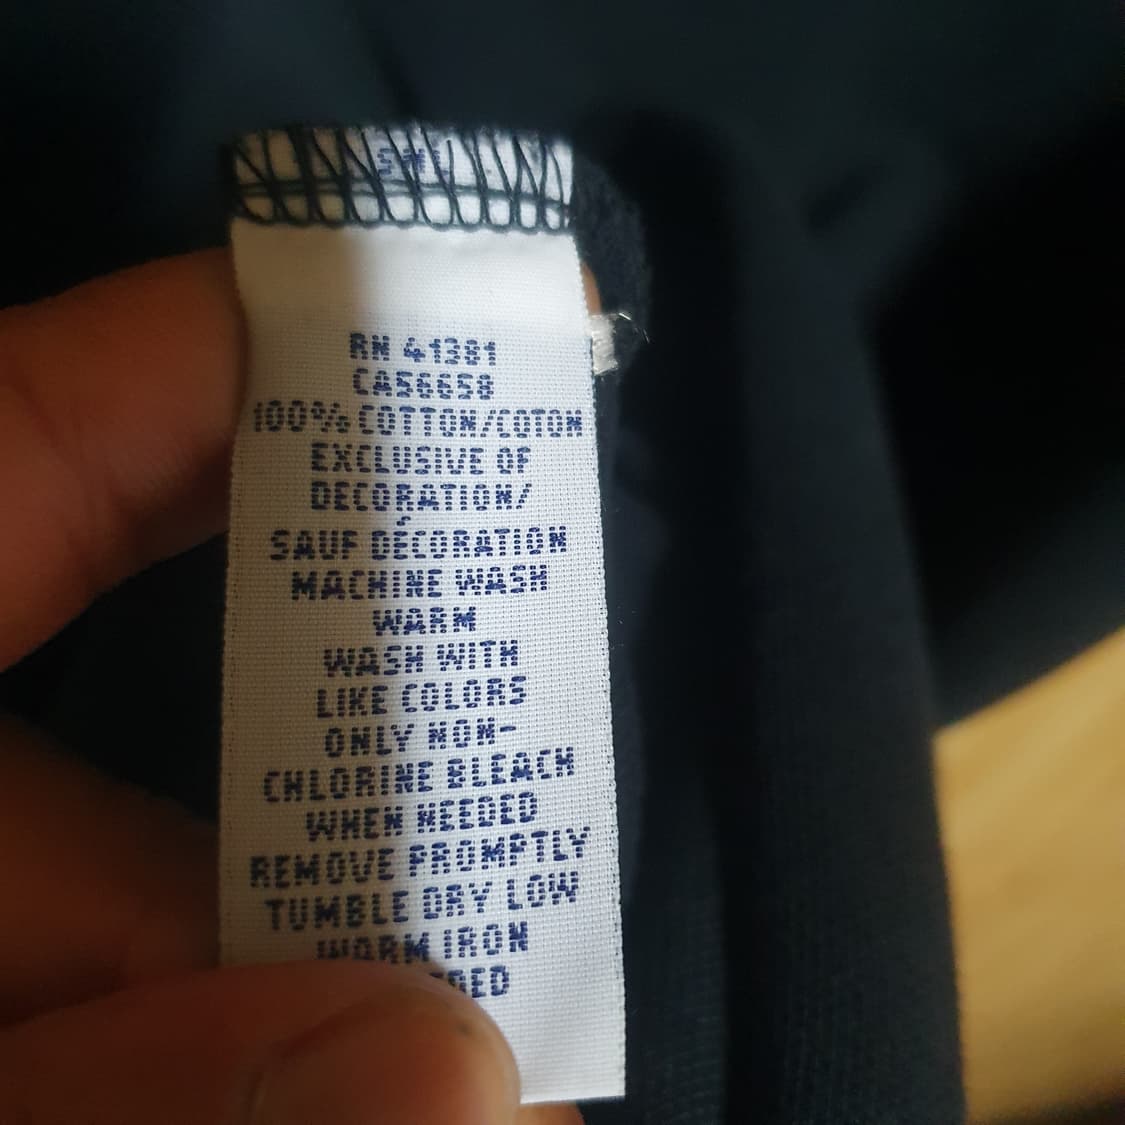 RN 41381
CA56658
100% COTTON/COTON
EXCLUSIVE OF
DECORATION/
SAUF DÉCORATION
MACHINE WASH
WARM
WASH WITH
LIKE COLORS
ONLY NON-
CHLORINE BLEACH
WHEN NEEDED
REMOVE PROMPTLY
TUMBLE DRY LOW
WARM IRON